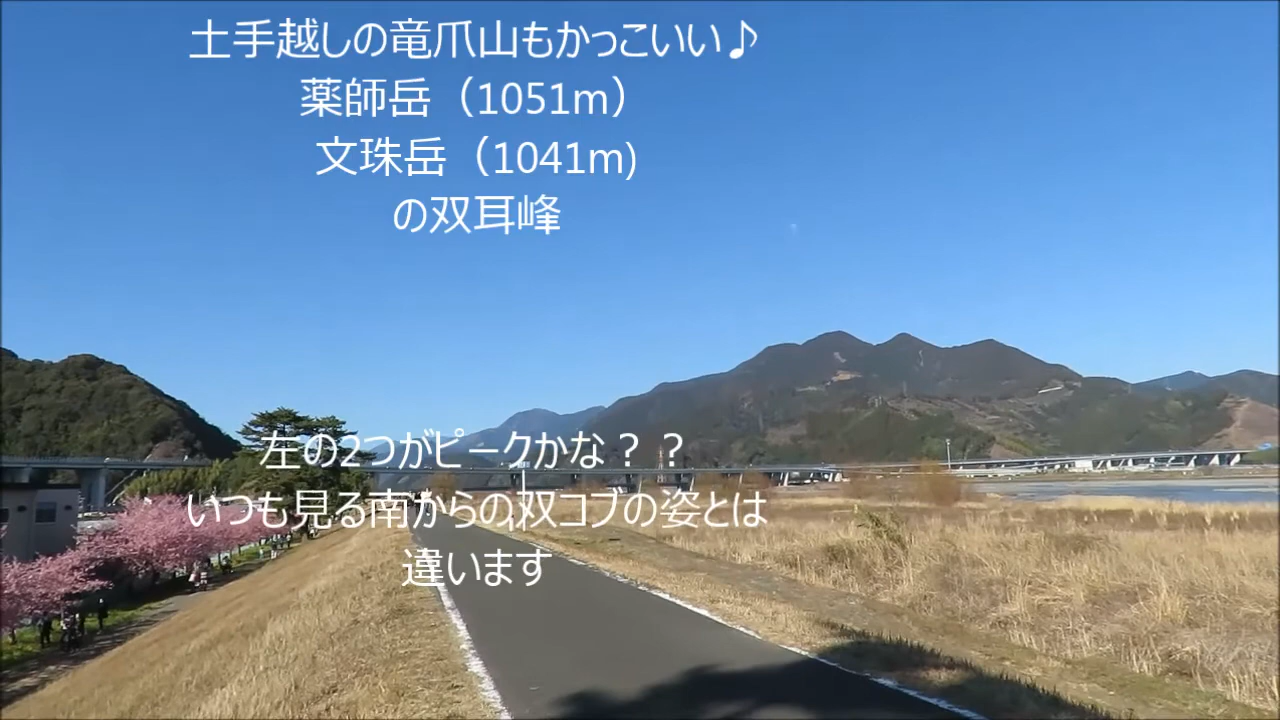 土手越しの竜爪山もかっこいい♪
薬師岳（1051m）
文珠岳（1041m)
の双耳峰
左の2つがピークかな？？
いつも見る南からの双コブの姿とは
違います